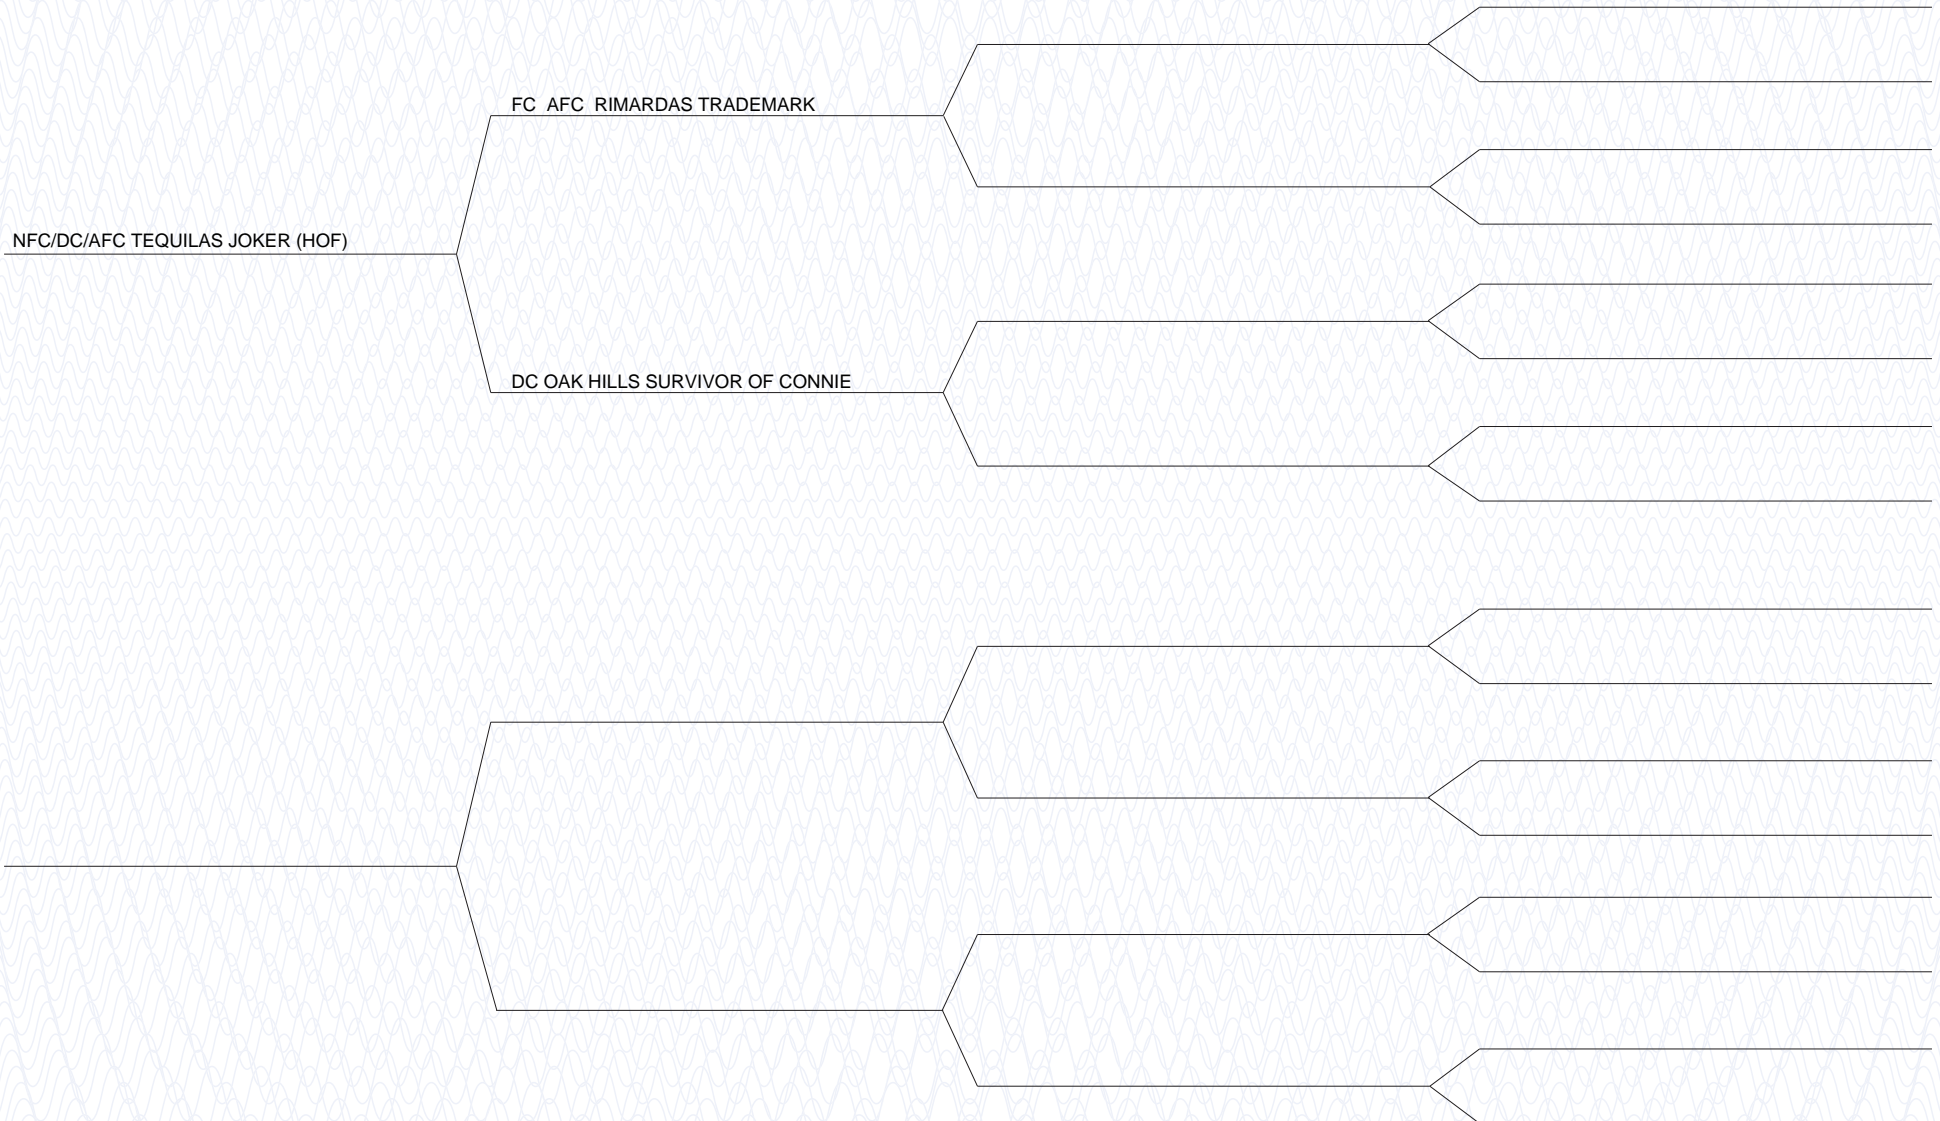 FC  AFC  RIMARDAS TRADEMARK
NFC/DC/AFC TEQUILAS JOKER (HOF)
DC OAK HILLS SURVIVOR OF CONNIE